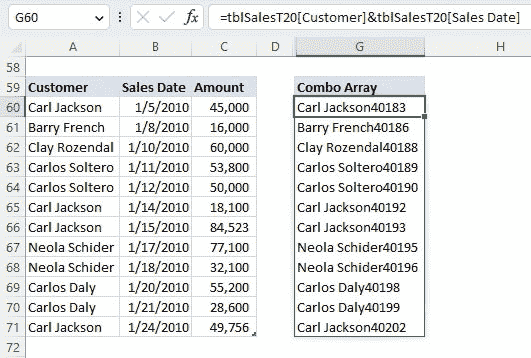 G60 fx =tblSalesT20[Customer]&tblSalesT20[Sales Date]
A B C D G H
58
59 Customer Sales Date Amount Combo Array
60 Carl Jackson 1/5/2010 45,000 Carl Jackson40183
61 Barry French 1/8/2010 16,000 Barry French40186
62 Clay Rozendal 1/10/2010 60,000 Clay Rozendal40188
63 Carlos Soltero 1/11/2010 53,800 Carlos Soltero40189
64 Carlos Soltero 1/12/2010 50,000 Carlos Soltero40190
65 Carl Jackson 1/14/2010 18,100 Carl Jackson40192
66 Carl Jackson 1/15/2010 84,523 Carl Jackson40193
67 Neola Schider 1/17/2010 77,100 Neola Schider40195
68 Neola Schider 1/18/2010 32,100 Neola Schider40196
69 Carlos Daly 1/20/2010 55,200 Carlos Daly40198
70 Carlos Daly 1/21/2010 28,600 Carlos Daly40199
71 Carl Jackson 1/24/2010 49,756 Carl Jackson40202
72